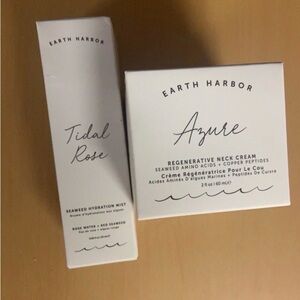 EARTH HARBOR
Tidal
Rose
SEAWEED HYDRATION MIST
ROSE WATER + RED SEAWEED
EARTH HARBOR
Azure
REGENERATIVE NECK CREAM
SEAWEED AMINO ACIDS + COPPER PEPTIDES
Crème Régénératrice Pour Le Cou
Acides Aminés D'algues Marines + Peptides De Cuivre
2 fl oz / 60 mL ℮